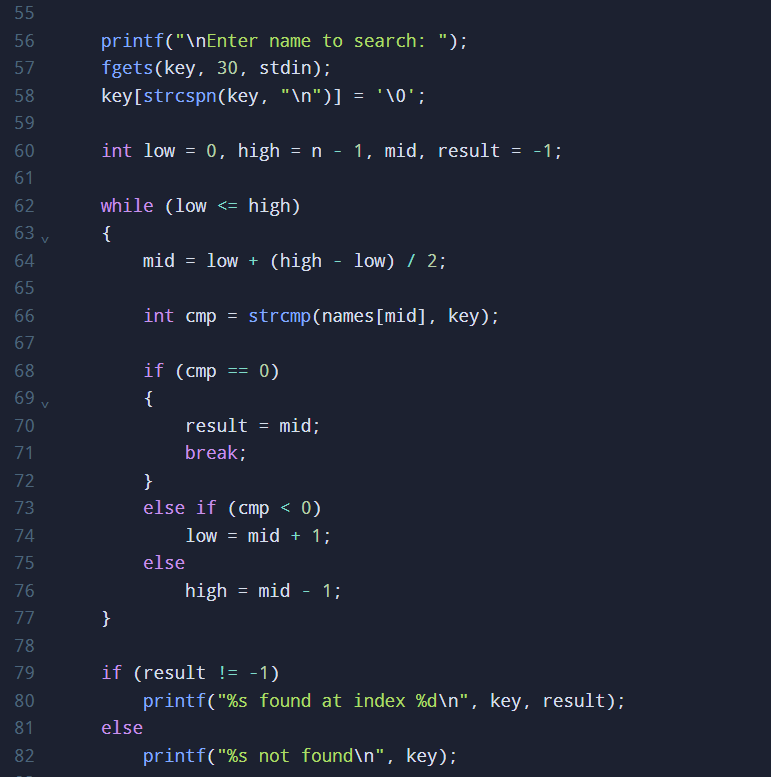 55
56 printf("\nEnter name to search: ");
57 fgets(key, 30, stdin);
58 key[strcspn(key, "\n")] = '\0';
59
60 int low = 0, high = n - 1, mid, result = -1;
61
62 while (low <= high)
63 {
64 mid = low + (high - low) / 2;
65
66 int cmp = strcmp(names[mid], key);
67
68 if (cmp == 0)
69 {
70 result = mid;
71 break;
72 }
73 else if (cmp < 0)
74 low = mid + 1;
75 else
76 high = mid - 1;
77 }
78
79 if (result != -1)
80 printf("%s found at index %d\n", key, result);
81 else
82 printf("%s not found\n", key);